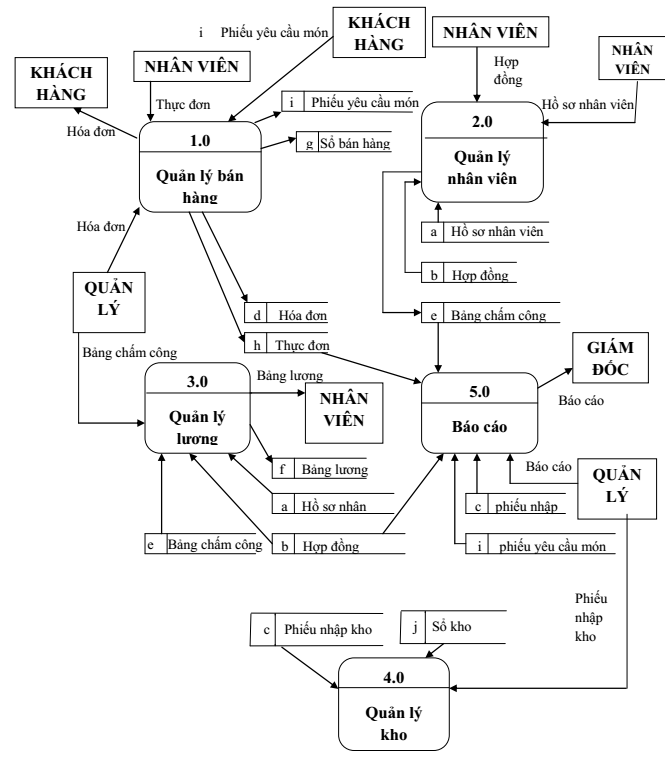 i Phiếu yêu cầu món
KHÁCH
HÀNG
NHÂN VIÊN
NHÂN
VIÊN
KHÁCH
HÀNG
NHÂN VIÊN
Hợp
đồng
Thực đơn
i Phiếu yêu cầu món
Hồ sơ nhân viên
Hóa đơn
1.0
Quản lý bán
hàng
g Sổ bán hàng
2.0
Quản lý
nhân viên
Hóa đơn
a Hồ sơ nhân viên
b Hợp đồng
QUẢN
LÝ
d Hóa đơn
e Bảng chấm công
h Thực đơn
GIÁM
ĐỐC
Bảng chấm công
3.0
Quản lý
lương
Bảng lương
NHÂN
VIÊN
5.0
Báo cáo
Báo cáo
f Bảng lương
Báo cáo
QUẢN
LÝ
a Hồ sơ nhân
c phiếu nhập
e Bảng chấm công
b Hợp đồng
i phiếu yêu cầu món
Phiếu
nhập
kho
c Phiếu nhập kho
j Sổ kho
4.0
Quản lý
kho